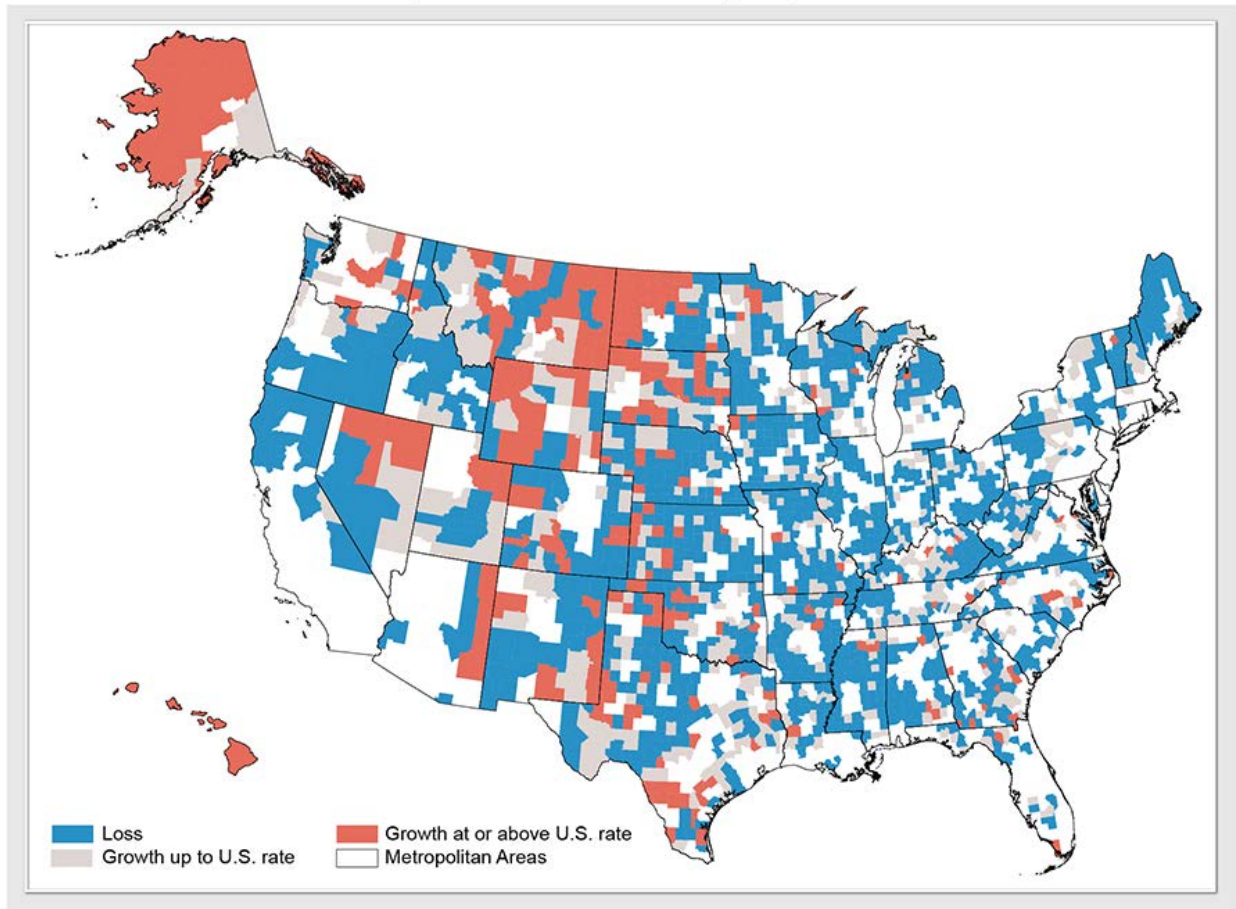 Loss
Growth up to U.S. rate
Growth at or above U.S. rate
Metropolitan Areas